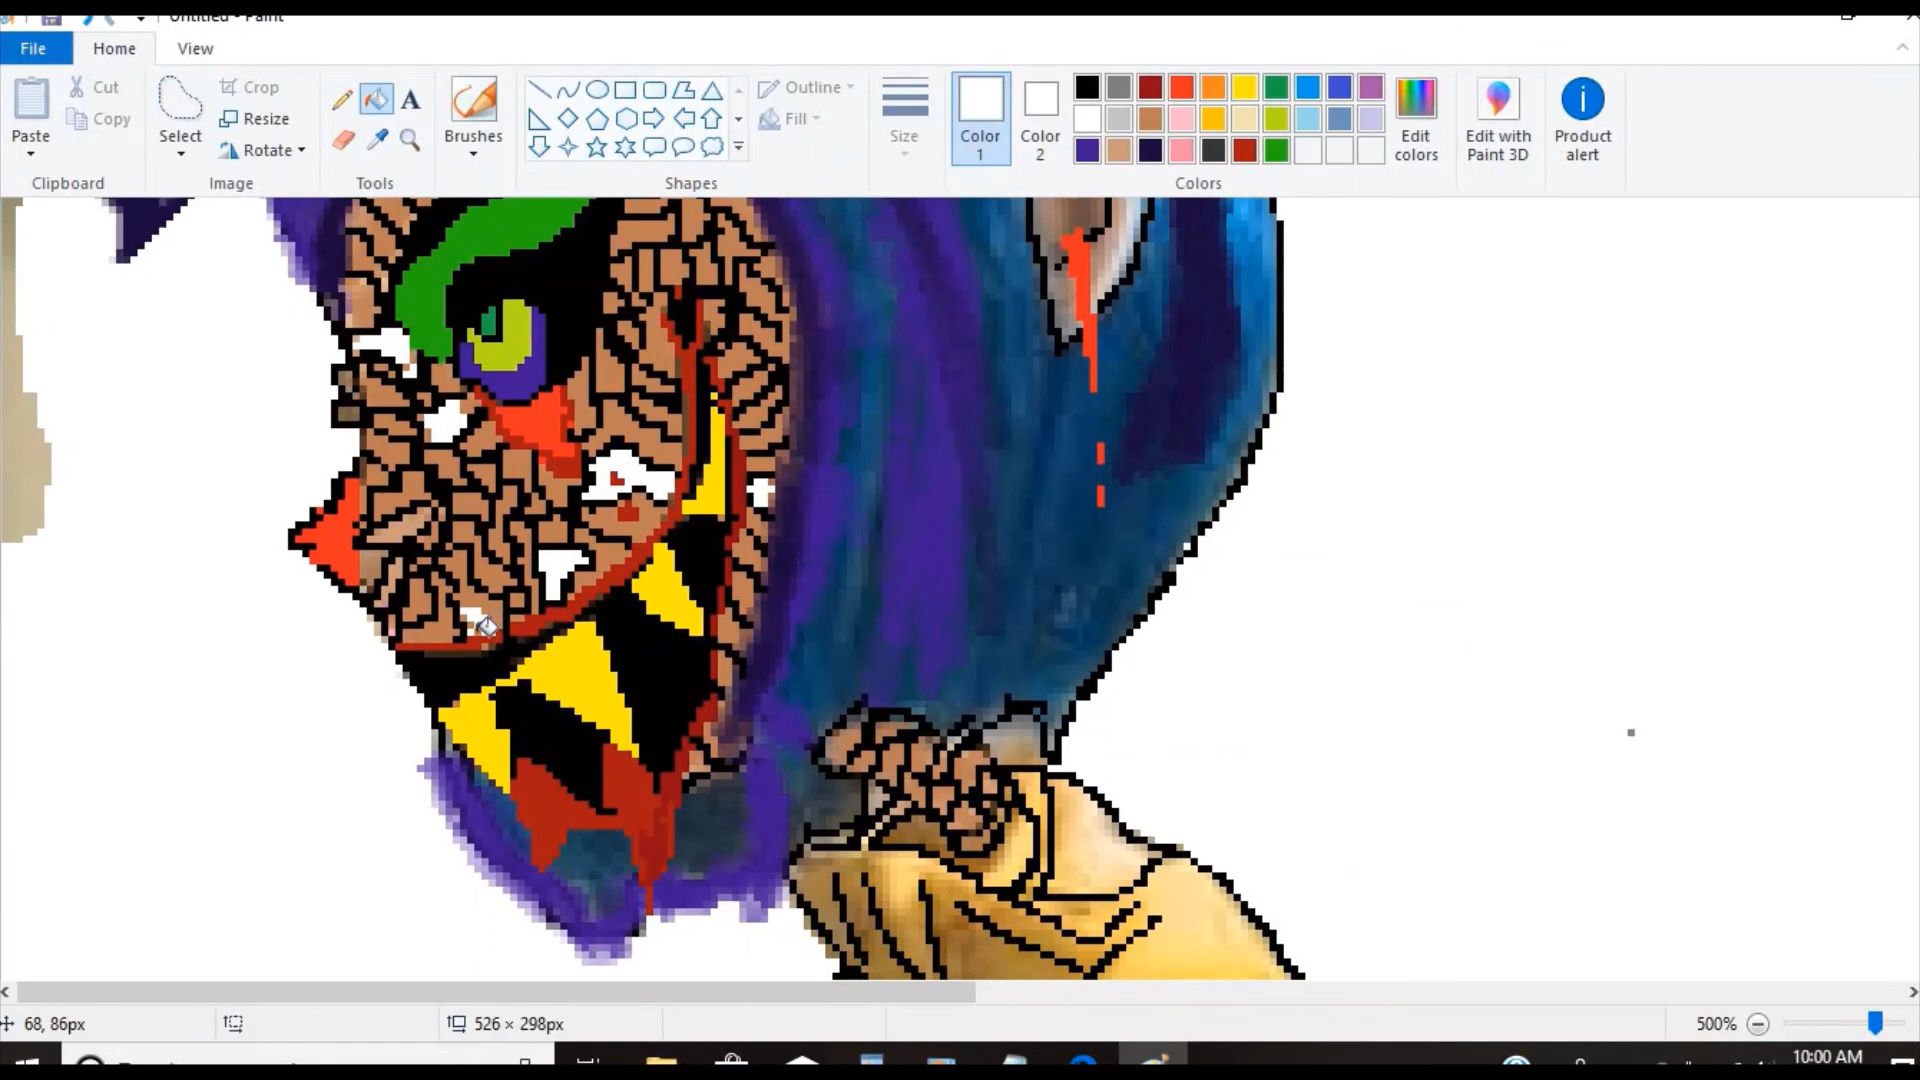 Untitled - Paint
File Home View
Cut Crop Outline
Copy Resize Fill
Paste Select Rotate A Brushes Size Color 1 Color 2 Edit colors Edit with Paint 3D Product alert
Clipboard Image Tools Shapes Colors
68, 86px 526 × 298px 500%
10:00 AM